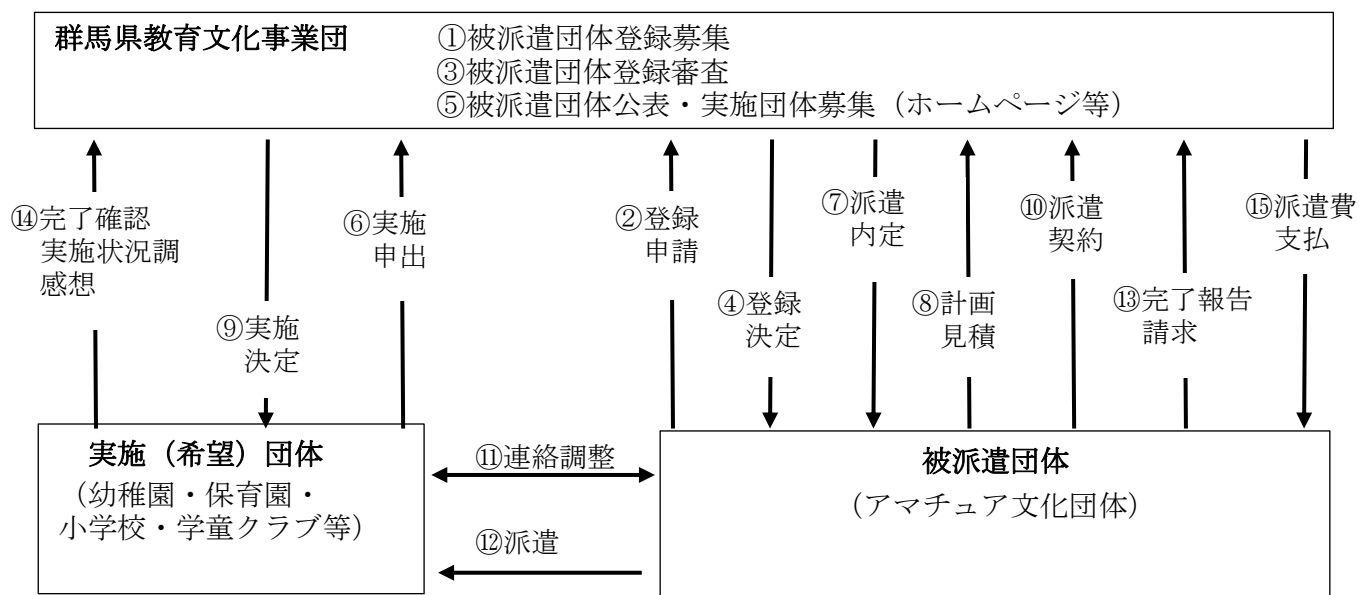 群馬県教育文化事業団
①被派遣団体登録募集
③被派遣団体登録審査
⑤被派遣団体公表・実施団体募集（ホームページ等）
⑭完了確認
実施状況調
感想
⑨実施
決定
⑥実施
申出
②登録
申請
④登録
決定
⑦派遣
内定
⑧計画
見積
⑩派遣
契約
⑬完了報告
請求
⑮派遣費
支払
実施（希望）団体
（幼稚園・保育園・
小学校・学童クラブ等）
⑪連絡調整
⑫派遣
被派遣団体
（アマチュア文化団体）